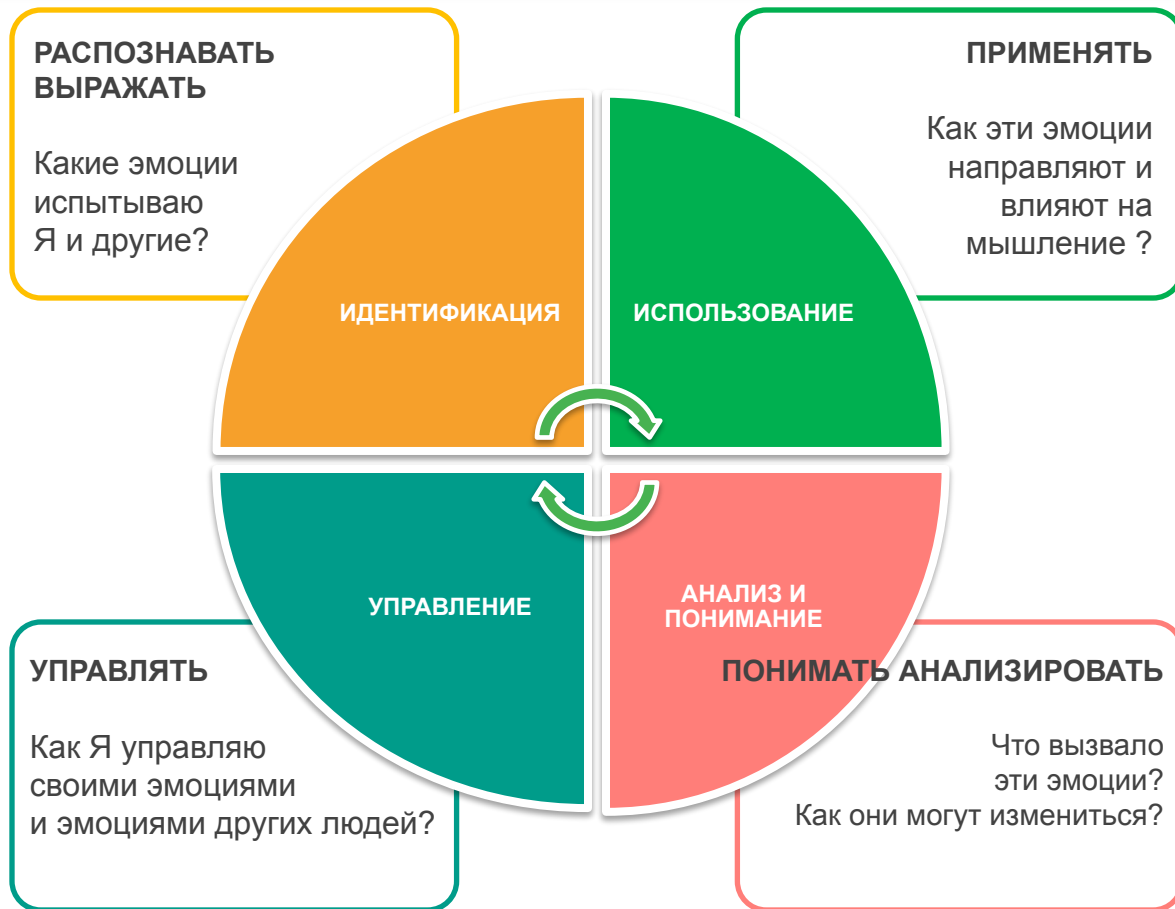 РАСПОЗНАВАТЬ
ВЫРАЖАТЬ
Какие эмоции
испытываю
Я и другие?
ПРИМЕНЯТЬ
Как эти эмоции
направляют и
влияют на
мышление ?
ИДЕНТИФИКАЦИЯ
ИСПОЛЬЗОВАНИЕ
УПРАВЛЕНИЕ
АНАЛИЗ И
ПОНИМАНИЕ
УПРАВЛЯТЬ
Как Я управляю
своими эмоциями
и эмоциями других людей?
ПОНИМАТЬ АНАЛИЗИРОВАТЬ
Что вызвало
эти эмоции?
Как они могут измениться?